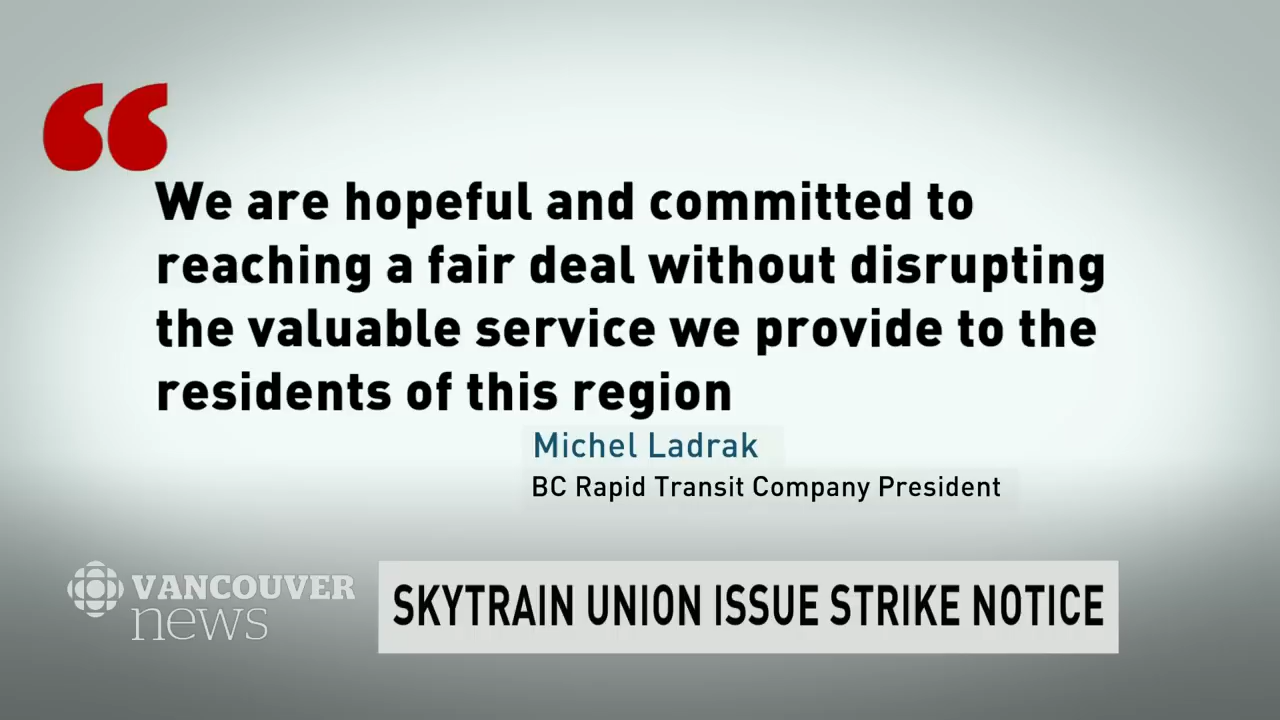 “
We are hopeful and committed to
reaching a fair deal without disrupting
the valuable service we provide to the
residents of this region
Michel Ladrak
BC Rapid Transit Company President
VANCOUVER
news
SKYTRAIN UNION ISSUE STRIKE NOTICE